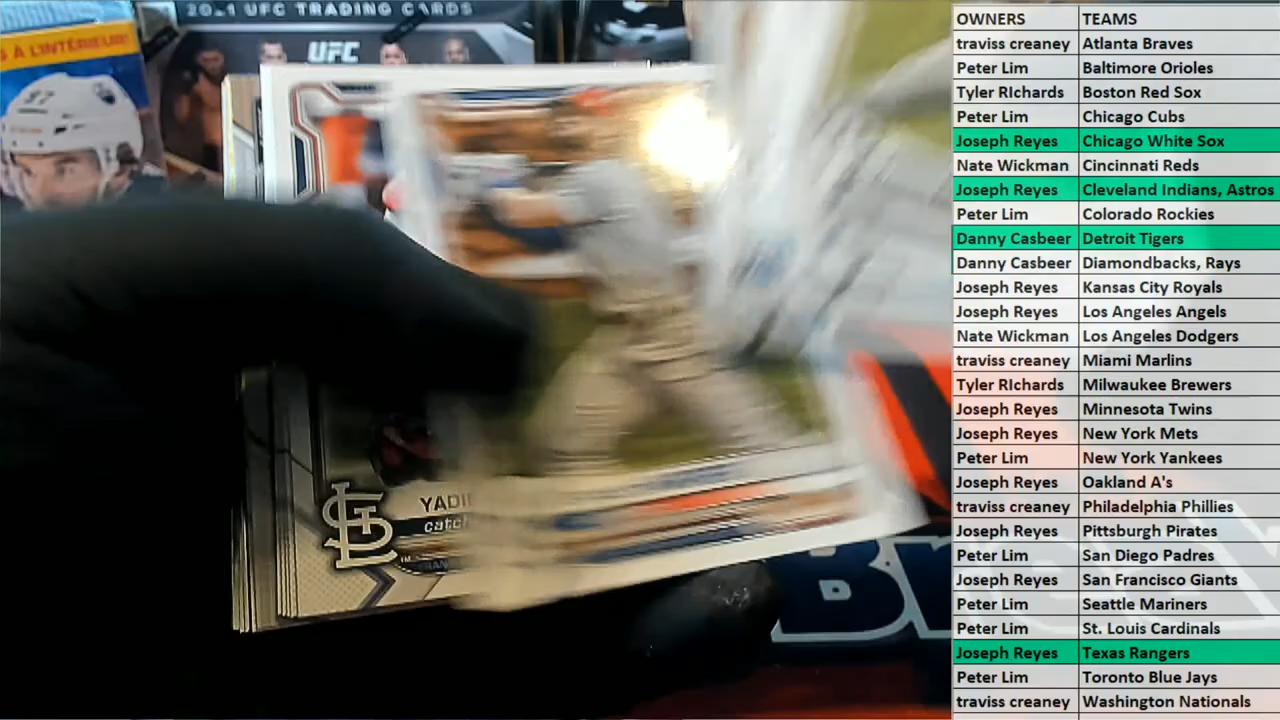 2021 UFC TRADING CARDS
À L'INTÉRIEUR!
UFC
97
YADI
catch
STL
Brea
OWNERS TEAMS
traviss creaney Atlanta Braves
Peter Lim Baltimore Orioles
Tyler RIchards Boston Red Sox
Peter Lim Chicago Cubs
Joseph Reyes Chicago White Sox
Nate Wickman Cincinnati Reds
Joseph Reyes Cleveland Indians, Astros
Peter Lim Colorado Rockies
Danny Casbeer Detroit Tigers
Danny Casbeer Diamondbacks, Rays
Joseph Reyes Kansas City Royals
Joseph Reyes Los Angeles Angels
Nate Wickman Los Angeles Dodgers
traviss creaney Miami Marlins
Tyler RIchards Milwaukee Brewers
Joseph Reyes Minnesota Twins
Joseph Reyes New York Mets
Peter Lim New York Yankees
Joseph Reyes Oakland A's
traviss creaney Philadelphia Phillies
Joseph Reyes Pittsburgh Pirates
Peter Lim San Diego Padres
Joseph Reyes San Francisco Giants
Peter Lim Seattle Mariners
Peter Lim St. Louis Cardinals
Joseph Reyes Texas Rangers
Peter Lim Toronto Blue Jays
traviss creaney Washington Nationals